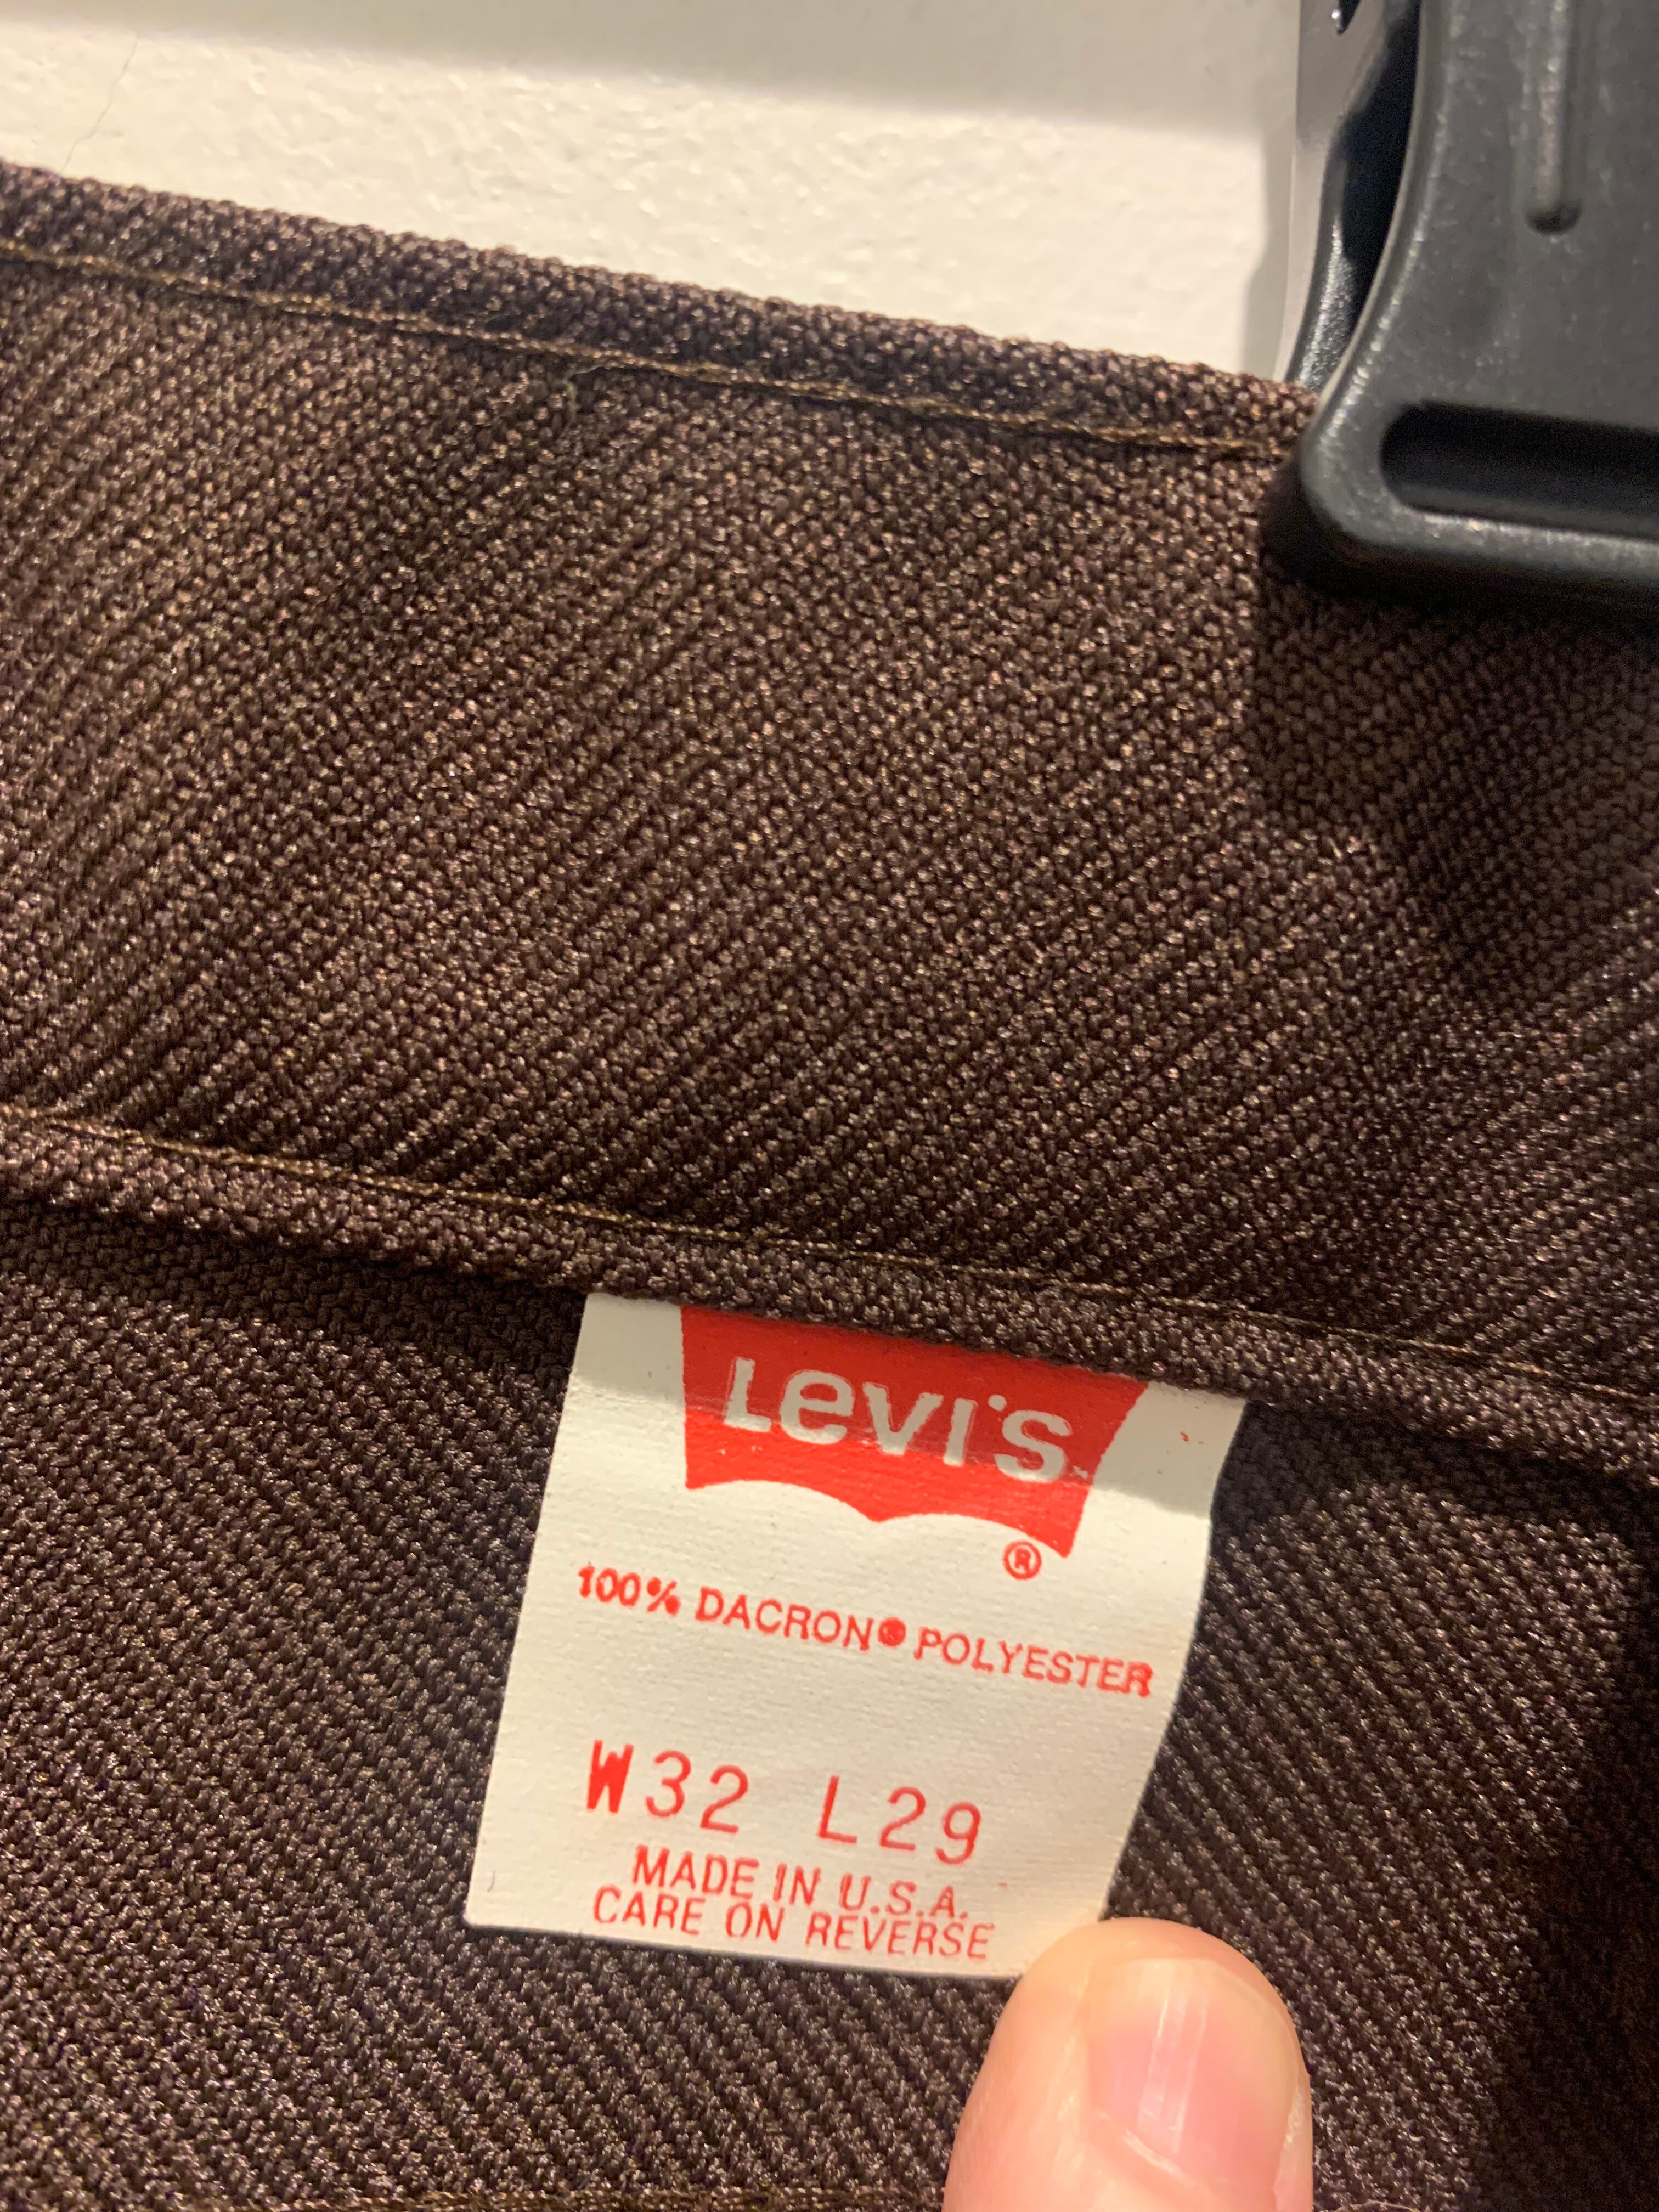 Levi's
®
100% DACRON® POLYESTER
W32 L29
MADE IN U.S.A.
CARE ON REVERSE